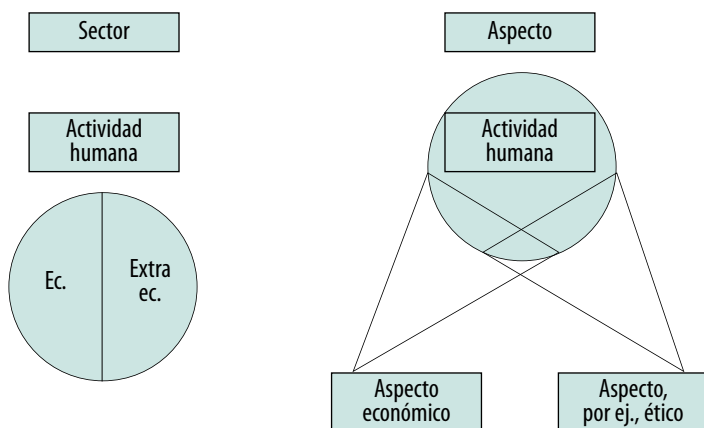 Sector
Aspecto
Actividad
humana
Actividad
humana
Ec.
Extra
ec.
Aspecto
económico
Aspecto,
por ej., ético